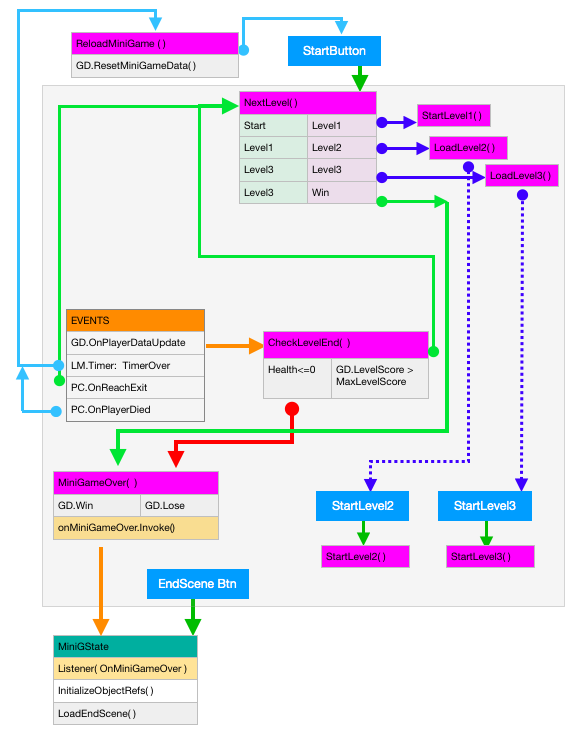 ReloadMiniGame ( )
GD.ResetMiniGameData( )
StartButton
NextLevel( )
Start Level1
Level1 Level2
Level3 Level3
Level3 Win
StartLevel1( )
LoadLevel2( )
LoadLevel3( )
EVENTS
GD.OnPlayerDataUpdate
LM.Timer: TimerOver
PC.OnReachExit
PC.OnPlayerDied
CheckLevelEnd( )
Health<=0 GD.LevelScore >
MaxLevelScore
MiniGameOver( )
GD.Win GD.Lose
onMiniGameOver.Invoke()
StartLevel2
StartLevel3
StartLevel2( )
StartLevel3( )
EndScene Btn
MiniGState
Listener( OnMiniGameOver )
InitializeObjectRefs( )
LoadEndScene( )